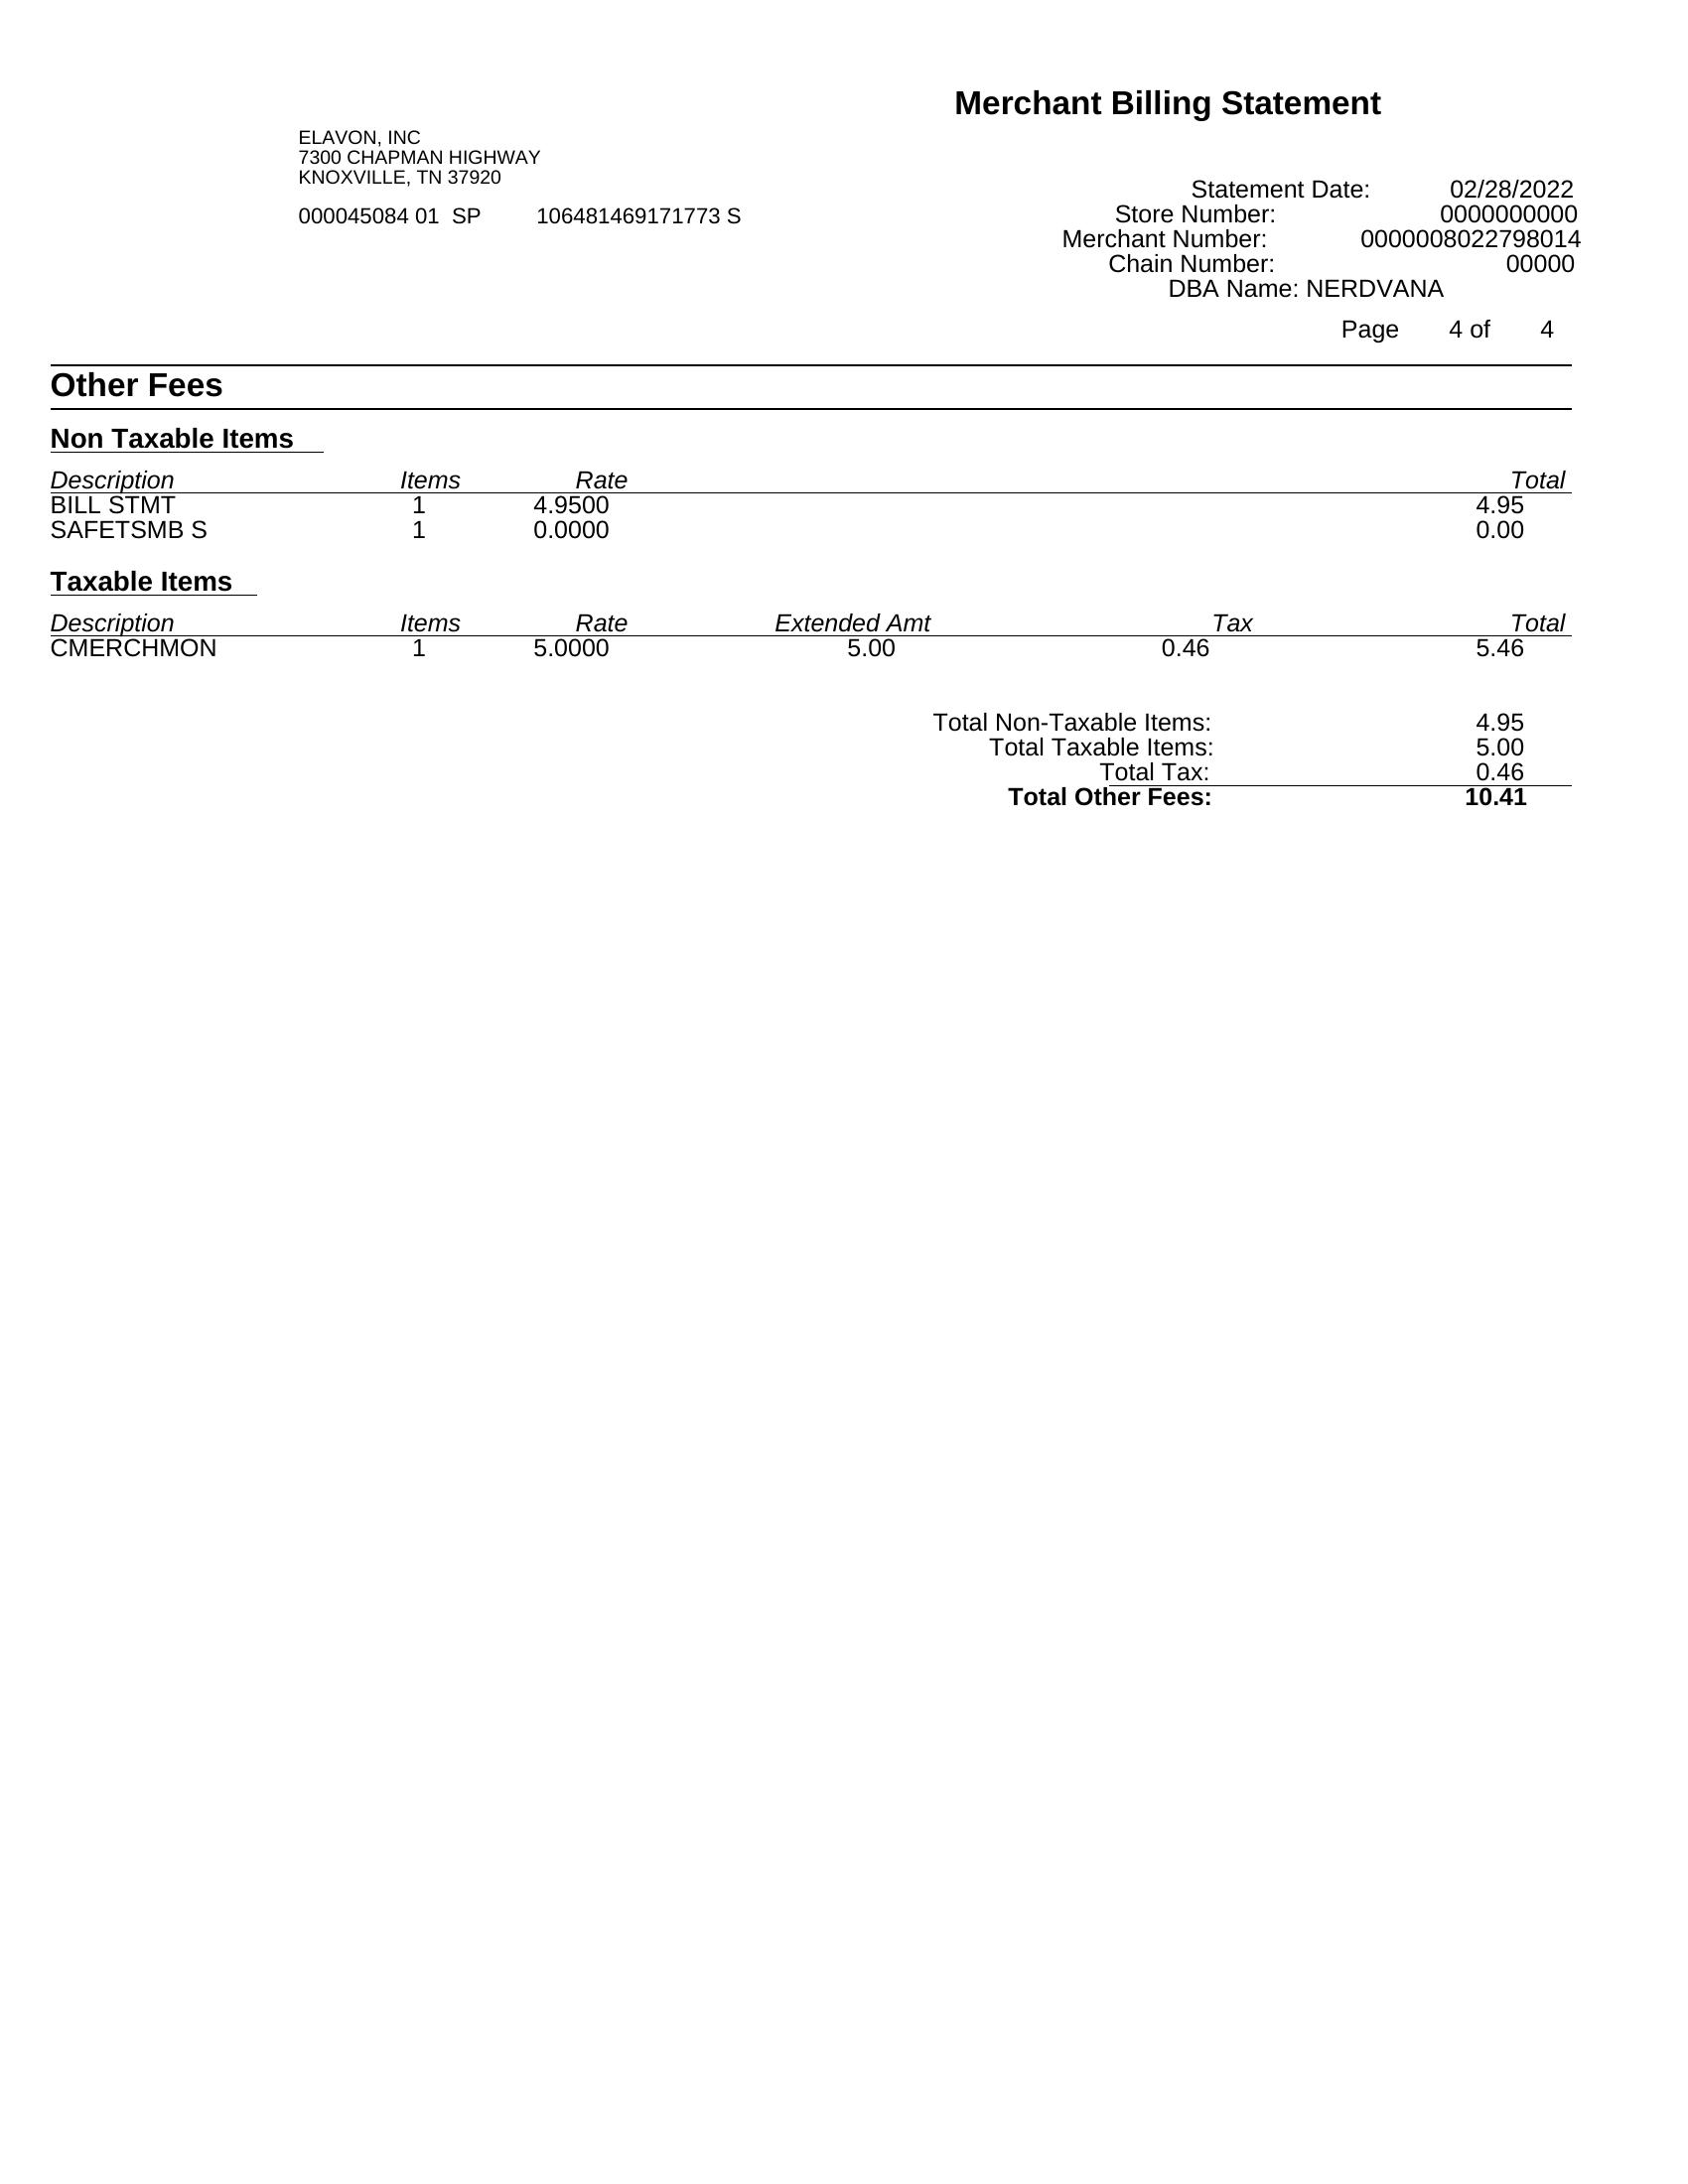 Merchant Billing Statement
ELAVON, INC
7300 CHAPMAN HIGHWAY
KNOXVILLE, TN 37920
000045084 01 SP 106481469171773 S
Statement Date: 02/28/2022
Store Number: 0000000000
Merchant Number: 0000008022798014
Chain Number: 00000
DBA Name: NERDVANA
Page 4 of 4
Other Fees
Non Taxable Items
Description Items Rate Total
BILL STMT 1 4.9500 4.95
SAFETSMB S 1 0.0000 0.00
Taxable Items
Description Items Rate Extended Amt Tax Total
CMERCHMON 1 5.0000 5.00 0.46 5.46
Total Non-Taxable Items: 4.95
Total Taxable Items: 5.00
Total Tax: 0.46
Total Other Fees: 10.41